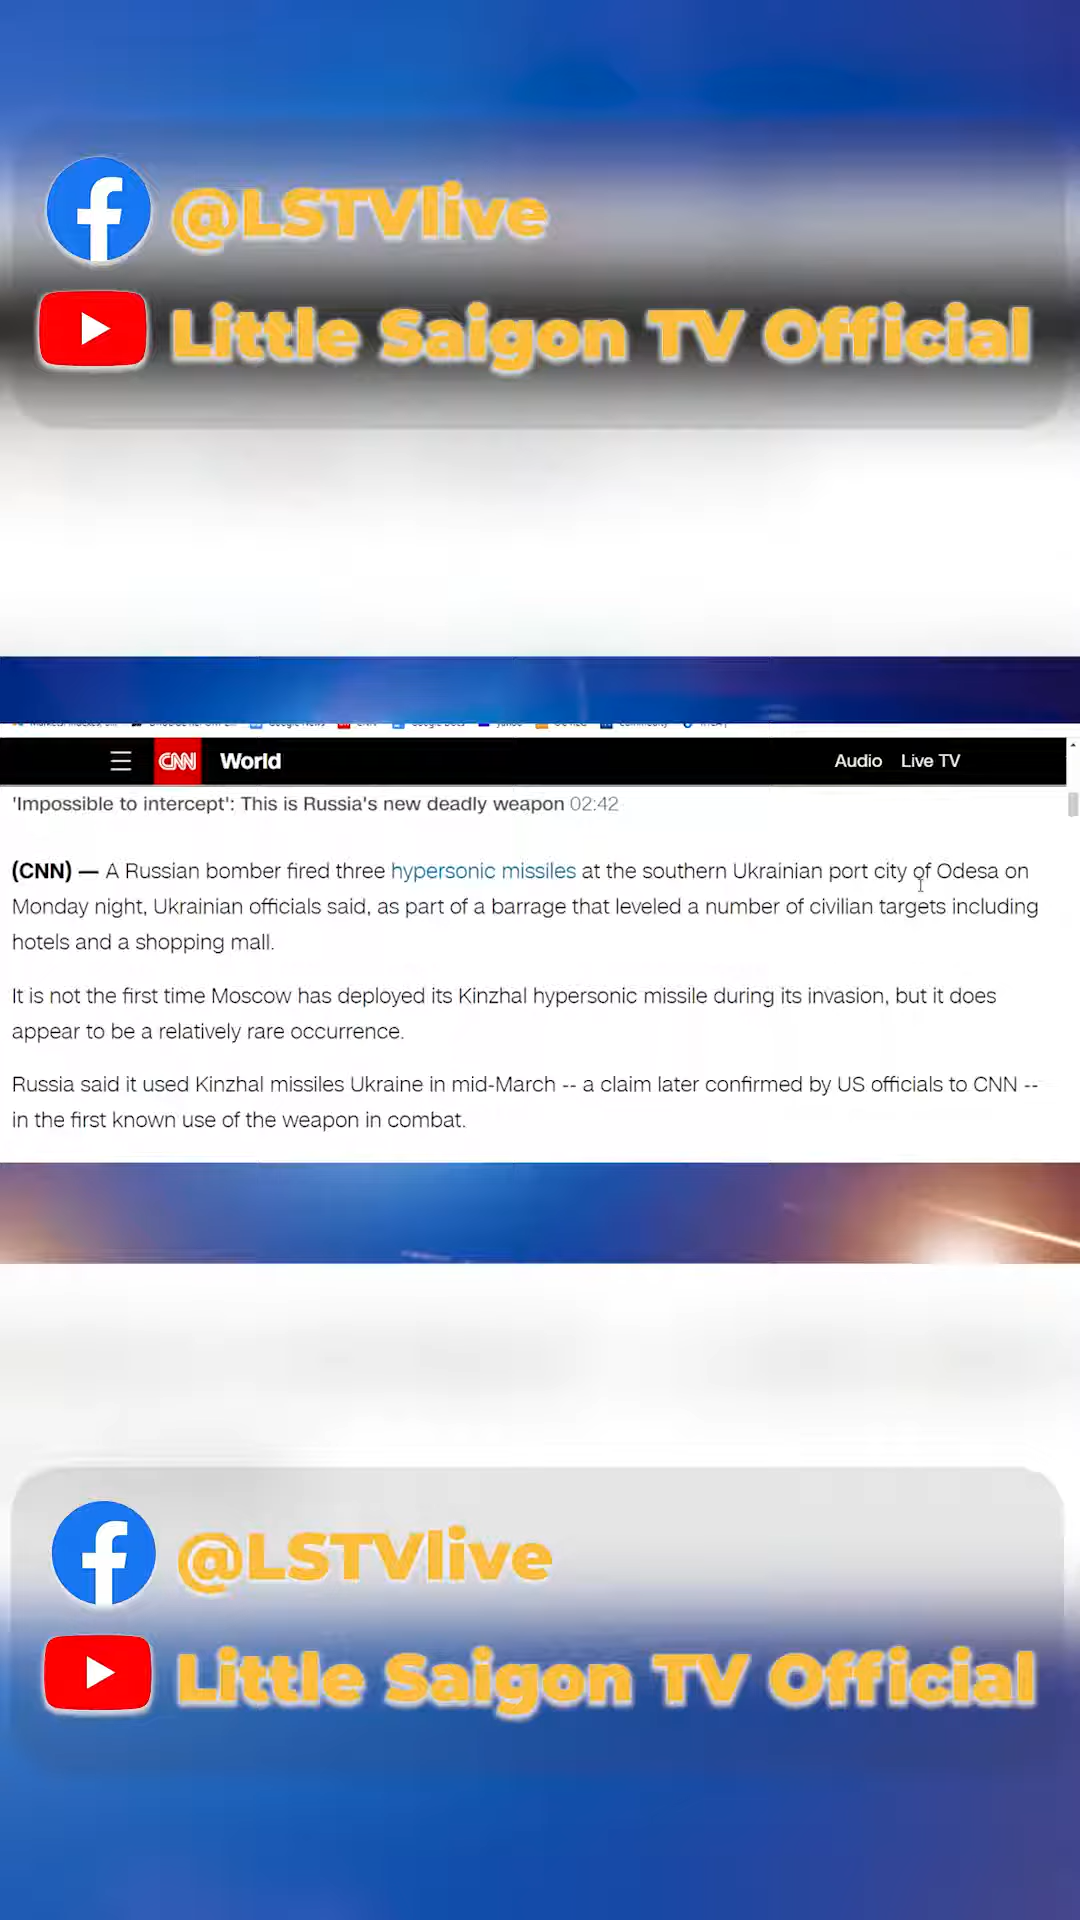 @LSTVlive
Little Saigon TV Official
Google News
CNN
Google Docs
CNN World Audio Live TV
'Impossible to intercept': This is Russia's new deadly weapon 02:42
(CNN) — A Russian bomber fired three hypersonic missiles at the southern Ukrainian port city of Odesa on
Monday night, Ukrainian officials said, as part of a barrage that leveled a number of civilian targets including
hotels and a shopping mall.
It is not the first time Moscow has deployed its Kinzhal hypersonic missile during its invasion, but it does
appear to be a relatively rare occurrence.
Russia said it used Kinzhal missiles Ukraine in mid-March -- a claim later confirmed by US officials to CNN --
in the first known use of the weapon in combat.
@LSTVlive
Little Saigon TV Official